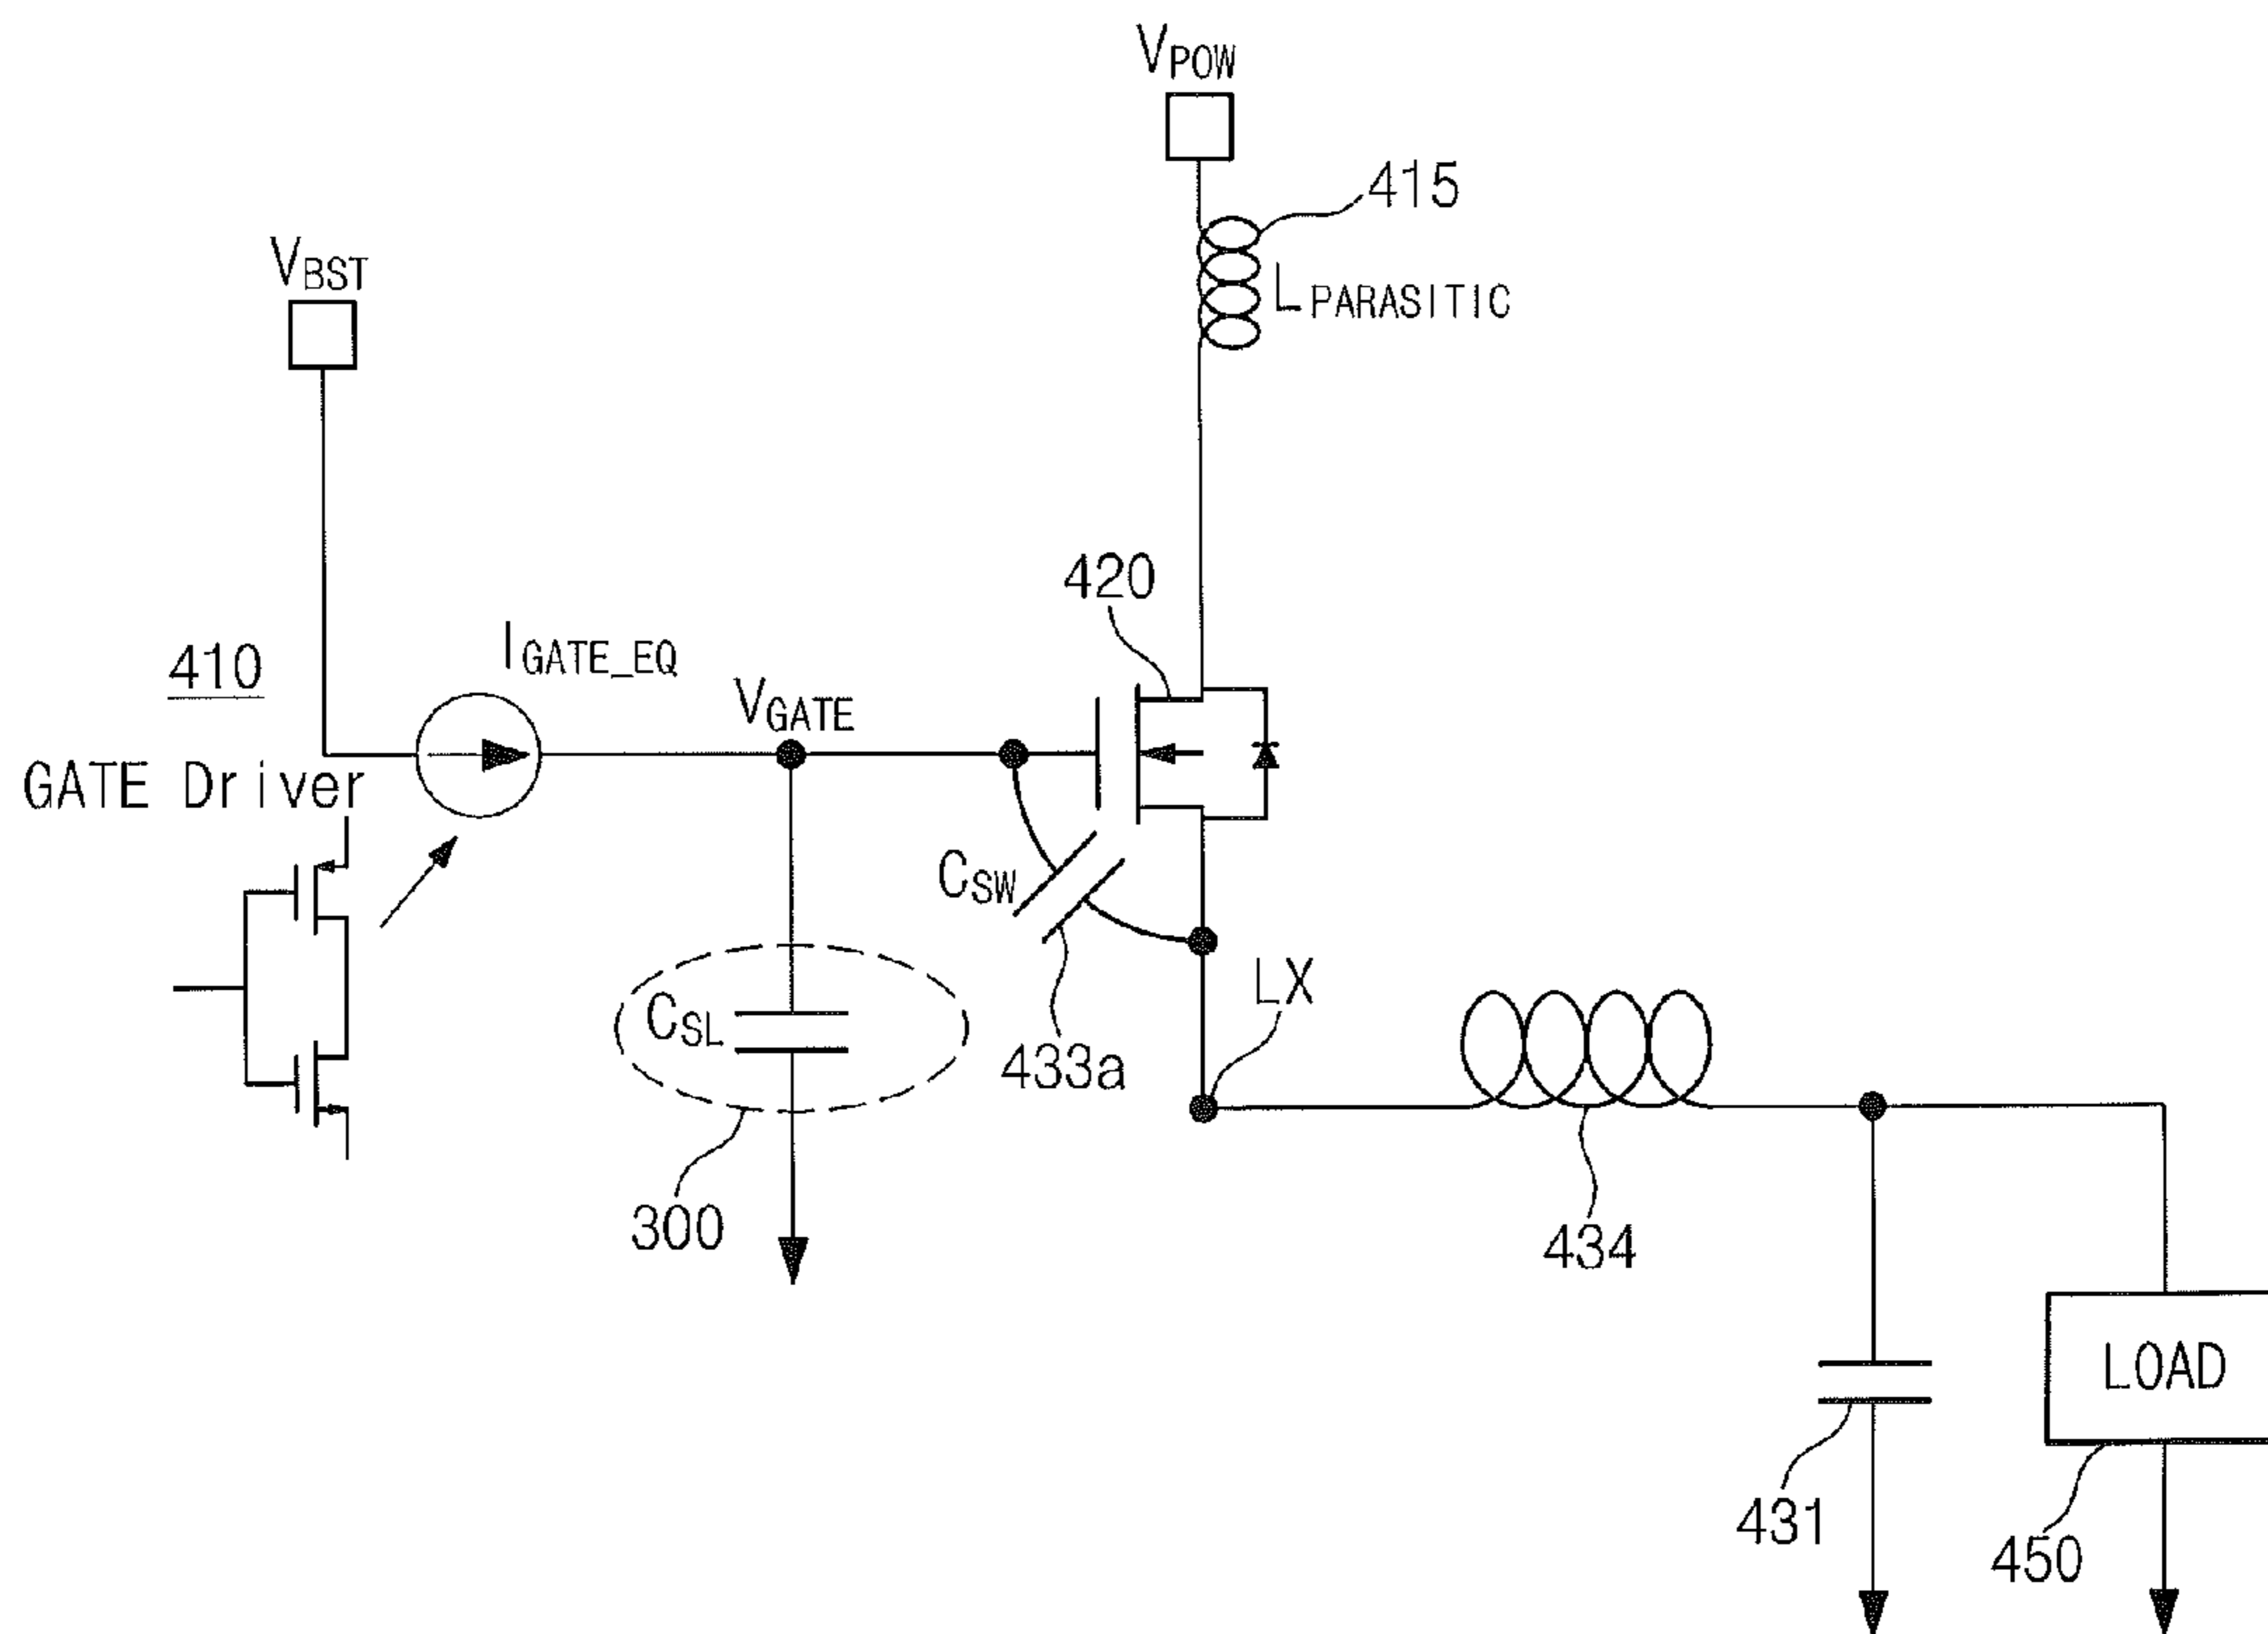 VPOW
415
LPARASITIC
VBST
420
410
IGATE_EQ
VGATE
GATE Driver
CSW
CSL
433a
LX
300
434
LOAD
431
450